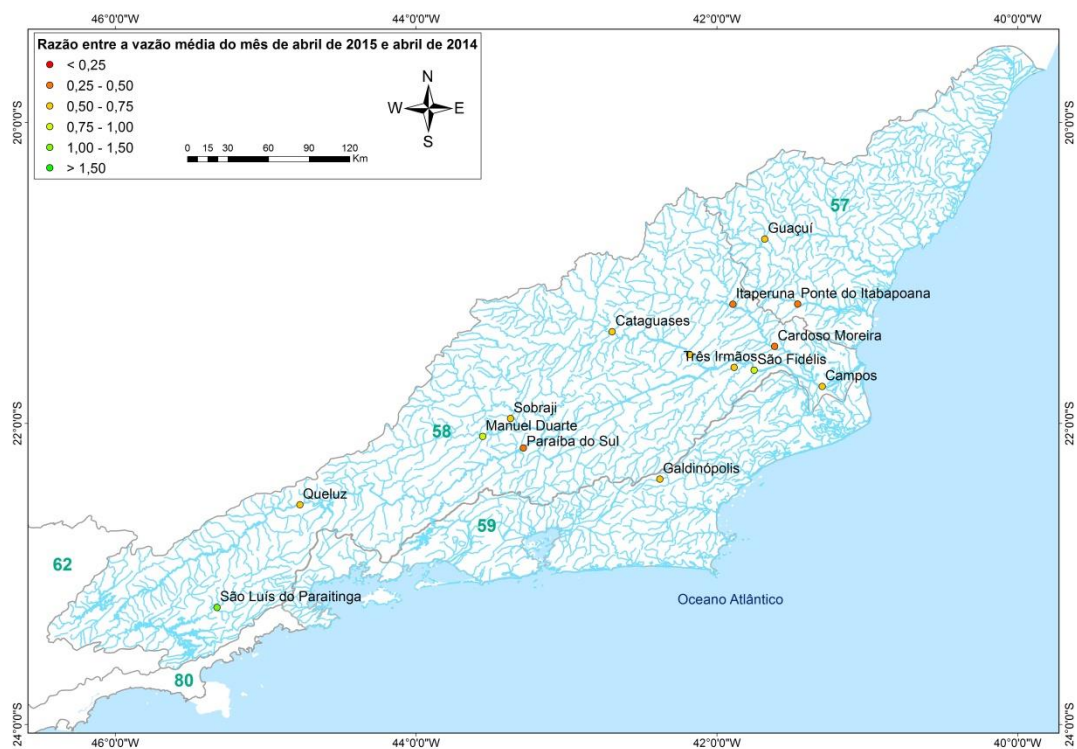 46°0'0"W 44°0'0"W 42°0'0"W 40°0'0"W
Razão entre a vazão média do mês de abril de 2015 e abril de 2014
< 0,25
0,25 - 0,50
0,50 - 0,75
0,75 - 1,00
1,00 - 1,50
> 1,50
N
W E
S
0 15 30 60 90 120
Km
20°0'0"S 20°0'0"S
57
Guaçuí
Itaperuna Ponte do Itabapoana
Cataguases
Cardoso Moreira
Três Irmãos São Fidélis
Campos
Sobraji
22°0'0"S 22°0'0"S
58
Manuel Duarte
Paraíba do Sul
Galdinópolis
Queluz
59
62
São Luís do Paraitinga
Oceano Atlântico
80
24°0'0"S 24°0'0"S
46°0'0"W 44°0'0"W 42°0'0"W 40°0'0"W